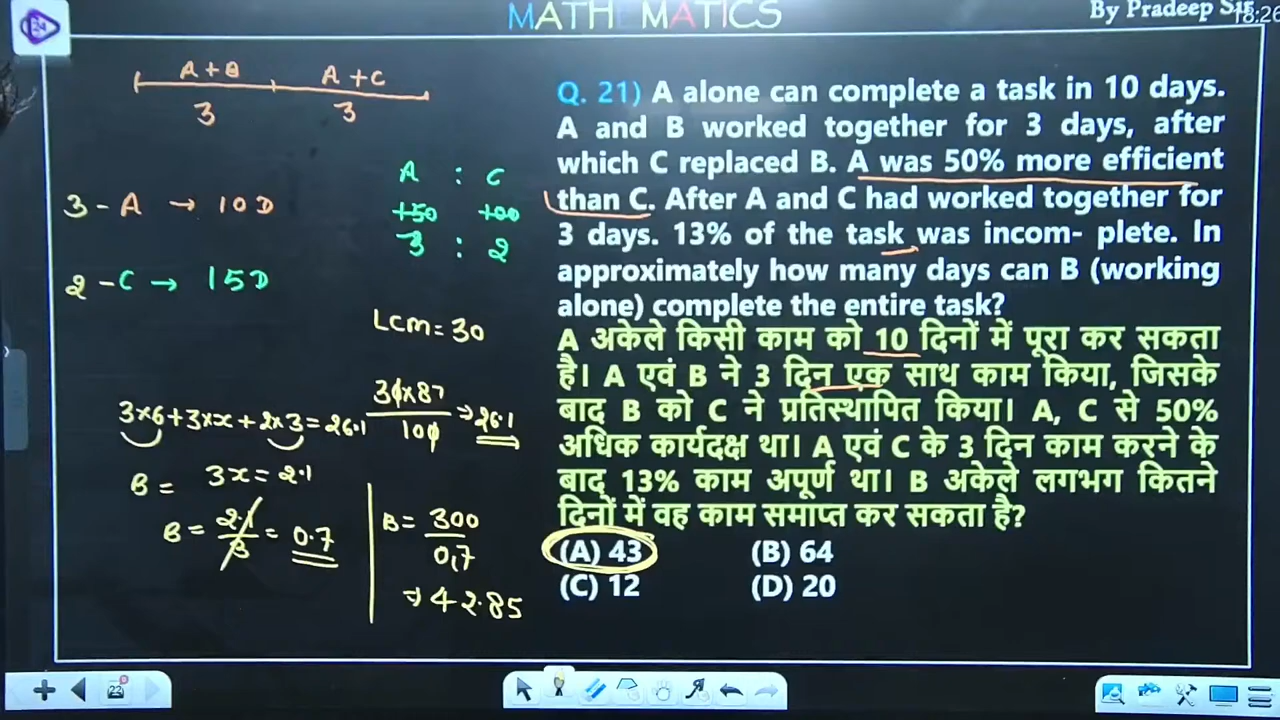 MATHEMATICS
By Pradeep Sir
18:26
A+B A+C
3 3
3 - A → 10D
2 - C → 15D
A : C
+50 +00
3 : 2
LCM = 30
3×6+3×x+2×3=26.1
30×87
100
⇒ 26.1
B = 3x = 2.1
B = 2.1/3 = 0.7
B = 300
0,7
⇒ 42.85
Q. 21) A alone can complete a task in 10 days.
A and B worked together for 3 days, after
which C replaced B. A was 50% more efficient
than C. After A and C had worked together for
3 days. 13% of the task was incom- plete. In
approximately how many days can B (working
alone) complete the entire task?
A अकेले किसी काम को 10 दिनों में पूरा कर सकता
है। A एवं B ने 3 दिन एक साथ काम किया, जिसके
बाद B को C ने प्रतिस्थापित किया। A, C से 50%
अधिक कार्यदक्ष था। A एवं C के 3 दिन काम करने के
बाद 13% काम अपूर्ण था। B अकेले लगभग कितने
दिनों में वह काम समाप्त कर सकता है?
(A) 43 (B) 64
(C) 12 (D) 20
22